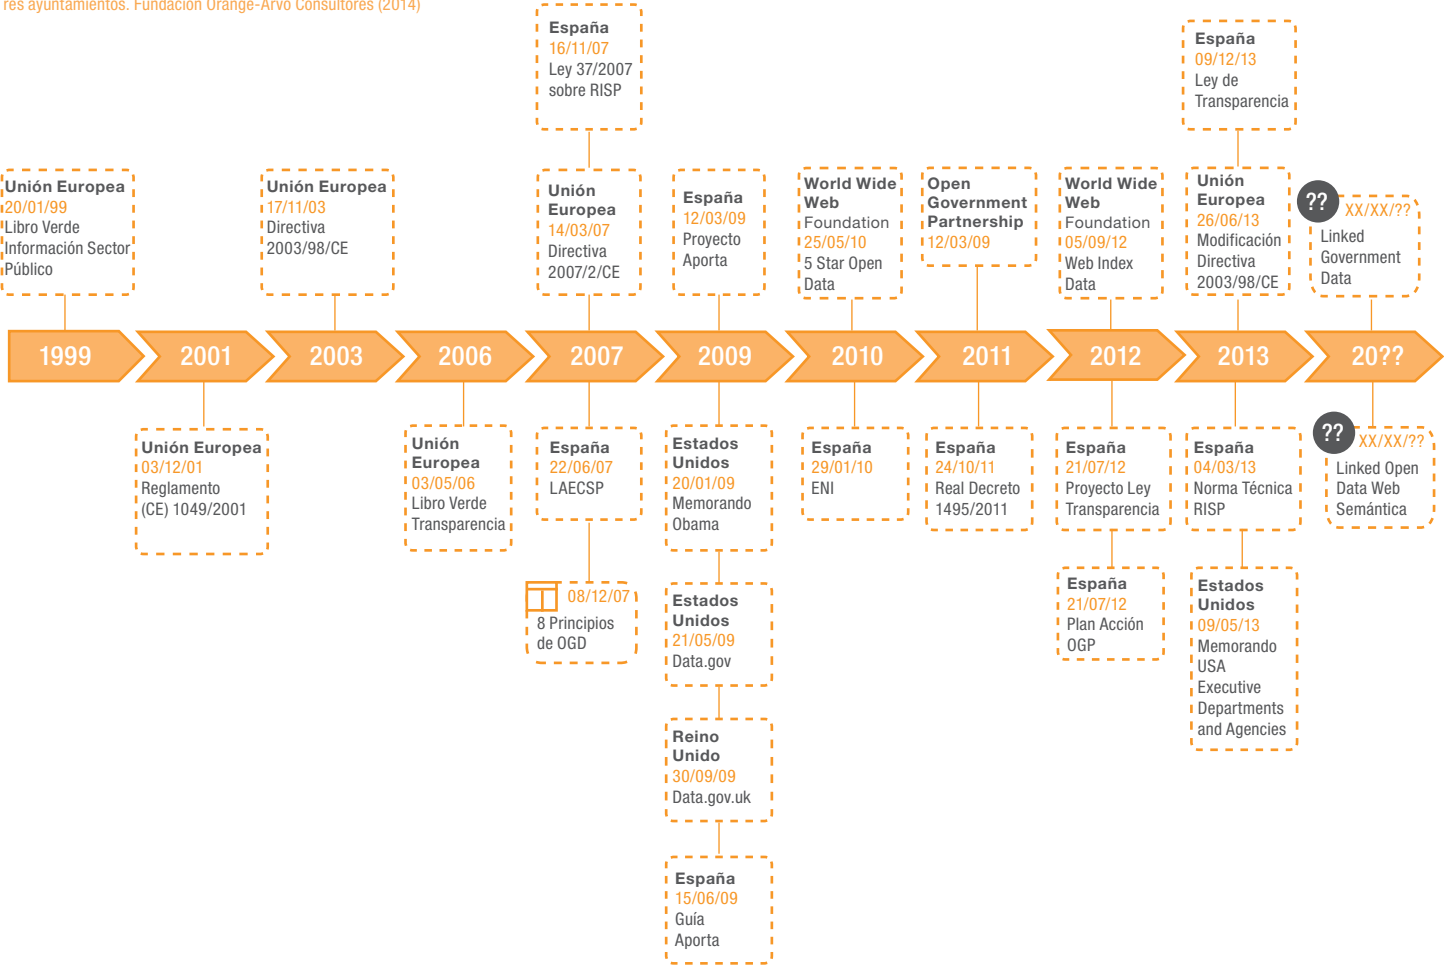 res ayuntamientos. Fundación Orange-Arvo Consultores (2014)
España
16/11/07
Ley 37/2007
sobre RISP
España
09/12/13
Ley de
Transparencia
Unión Europea
20/01/99
Libro Verde
Información Sector
Público
Unión Europea
17/11/03
Directiva
2003/98/CE
Unión
Europea
14/03/07
Directiva
2007/2/CE
España
12/03/09
Proyecto
Aporta
World Wide
Web
Foundation
25/05/10
5 Star Open
Data
Open
Government
Partnership
12/03/09
World Wide
Web
Foundation
05/09/12
Web Index
Data
Unión
Europea
26/06/13
Modificación
Directiva
2003/98/CE
??
XX/XX/??
Linked
Government
Data
1999
2001
2003
2006
2007
2009
2010
2011
2012
2013
20??
Unión Europea
03/12/01
Reglamento
(CE) 1049/2001
Unión
Europea
03/05/06
Libro Verde
Transparencia
España
22/06/07
LAECSP
08/12/07
8 Principios
de OGD
Estados
Unidos
20/01/09
Memorando
Obama
Estados
Unidos
21/05/09
Data.gov
Reino
Unido
30/09/09
Data.gov.uk
España
15/06/09
Guía
Aporta
España
29/01/10
ENI
España
24/10/11
Real Decreto
1495/2011
España
21/07/12
Proyecto Ley
Transparencia
España
21/07/12
Plan Acción
OGP
España
04/03/13
Norma Técnica
RISP
Estados
Unidos
09/05/13
Memorando
USA
Executive
Departments
and Agencies
??
XX/XX/??
Linked Open
Data Web
Semántica